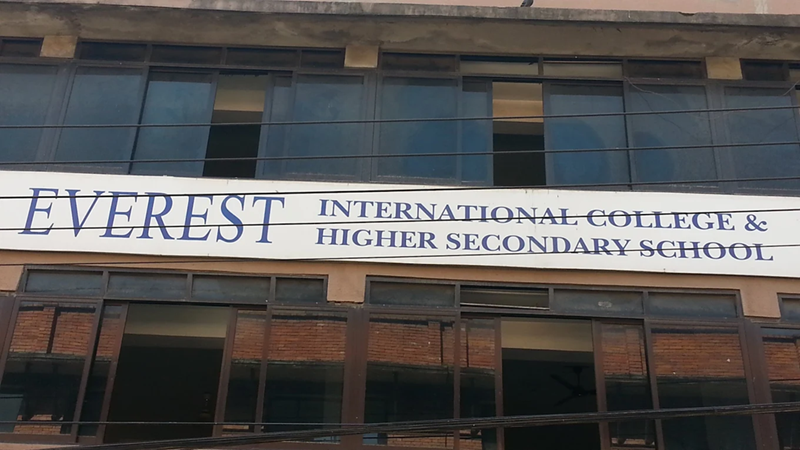 EVEREST
INTERNATIONAL COLLEGE &
HIGHER SECONDARY SCHOOL